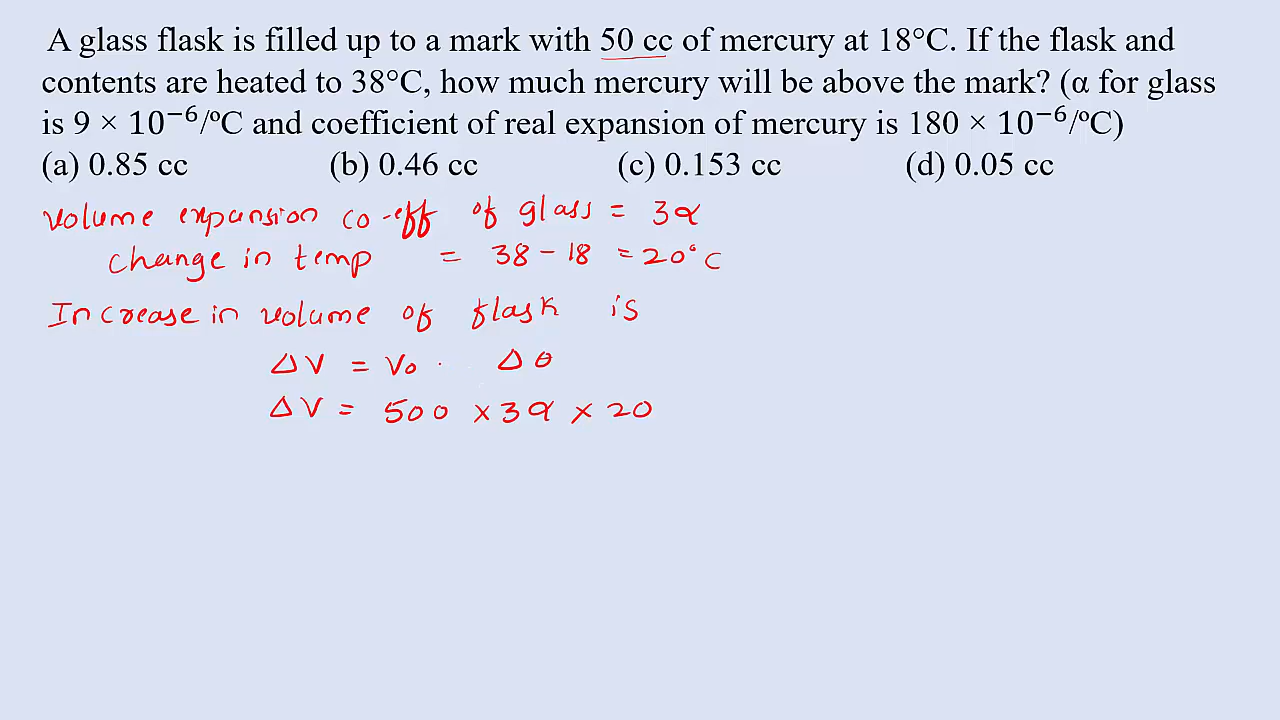 A glass flask is filled up to a mark with 50 cc of mercury at 18°C. If the flask and
contents are heated to 38°C, how much mercury will be above the mark? (α for glass
is 9 × 10⁻⁶/ºC and coefficient of real expansion of mercury is 180 × 10⁻⁶/ºC)
(a) 0.85 cc (b) 0.46 cc (c) 0.153 cc (d) 0.05 cc
Volume expansion co-eff of glass = 3α
change in temp = 38 - 18 = 20°C
Increase in volume of flask is
ΔV = V₀ · Δθ
ΔV = 500 × 3α × 20